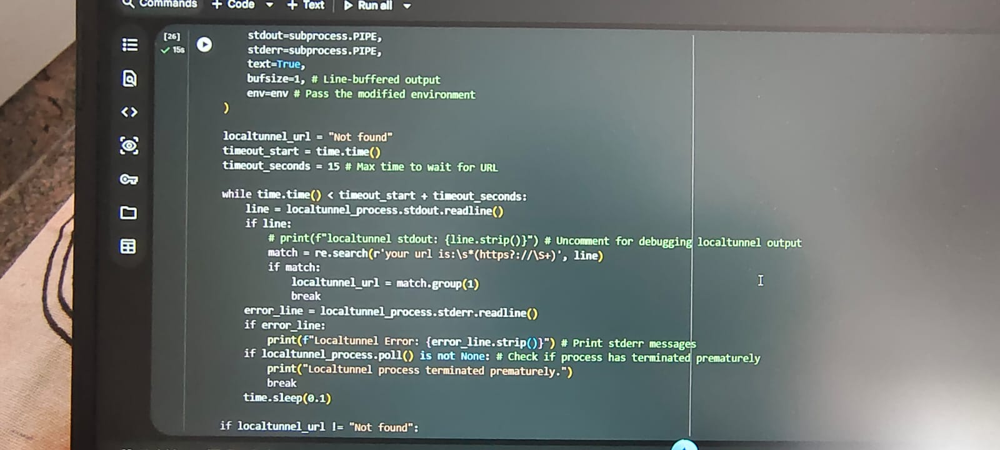 Commands + Code + Text Run all
[26]
15s
stdout=subprocess.PIPE,
stderr=subprocess.PIPE,
text=True,
bufsize=1, # Line-buffered output
env=env # Pass the modified environment
)
localtunnel_url = "Not found"
timeout_start = time.time()
timeout_seconds = 15 # Max time to wait for URL
while time.time() < timeout_start + timeout_seconds:
line = localtunnel_process.stdout.readline()
if line:
# print(f"localtunnel stdout: {line.strip()}") # Uncomment for debugging localtunnel output
match = re.search(r'your url is:\s*(https?://\S+)', line)
if match:
localtunnel_url = match.group(1)
break
error_line = localtunnel_process.stderr.readline()
if error_line:
print(f"Localtunnel Error: {error_line.strip()}") # Print stderr messages
if localtunnel_process.poll() is not None: # Check if process has terminated prematurely
print("Localtunnel process terminated prematurely.")
break
time.sleep(0.1)
if localtunnel_url != "Not found":